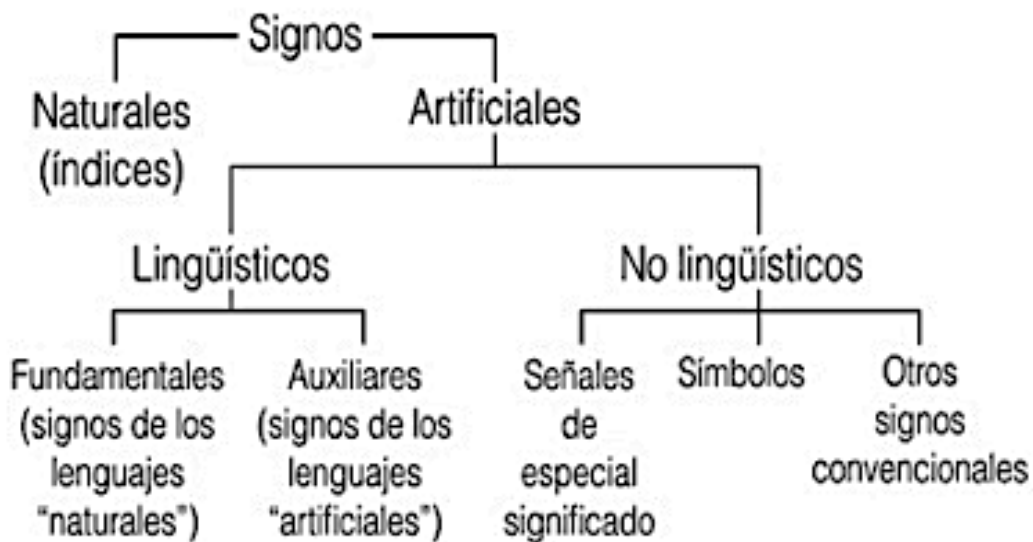 Signos
Naturales
(índices)
Artificiales
Lingüísticos
No lingüísticos
Fundamentales
(signos de los
lenguajes
“naturales”)
Auxiliares
(signos de los
lenguajes
“artificiales”)
Señales
de
especial
significado
Símbolos
Otros
signos
convencionales